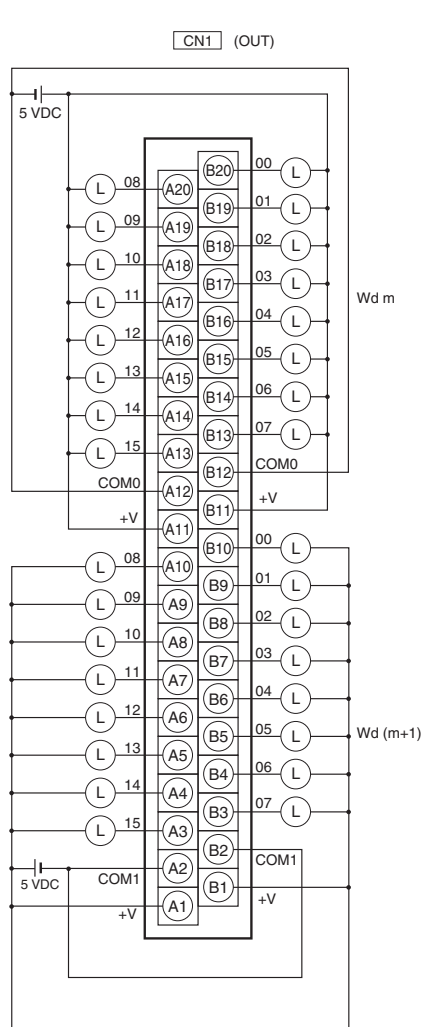 CN1 (OUT)
5 VDC
B20 00 L
L 08 A20
B19 01 L
L 09 A19
B18 02 L
L 10 A18
B17 03 L
Wd m
L 11 A17
B16 04 L
L 12 A16
B15 05 L
L 13 A15
B14 06 L
L 14 A14
B13 07 L
L 15 A13
B12 COM0
COM0 A12
B11 +V
+V A11
B10 00 L
L 08 A10
B9 01 L
L 09 A9
B8 02 L
L 10 A8
B7 03 L
L 11 A7
B6 04 L
L 12 A6
B5 05 L
Wd (m+1)
L 13 A5
B4 06 L
L 14 A4
B3 07 L
L 15 A3
B2 COM1
5 VDC
COM1 A2
B1 +V
+V A1